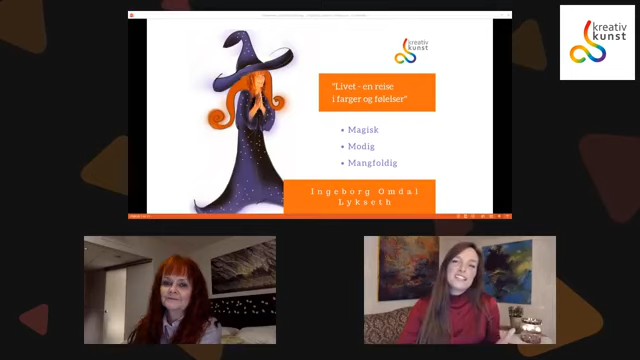 kreativ
kunst
"Livet - en reise
i farger og følelser"
• Magisk
• Modig
• Mangfoldig
Ingeborg Omdal
Lykseth
kreativ
kunst